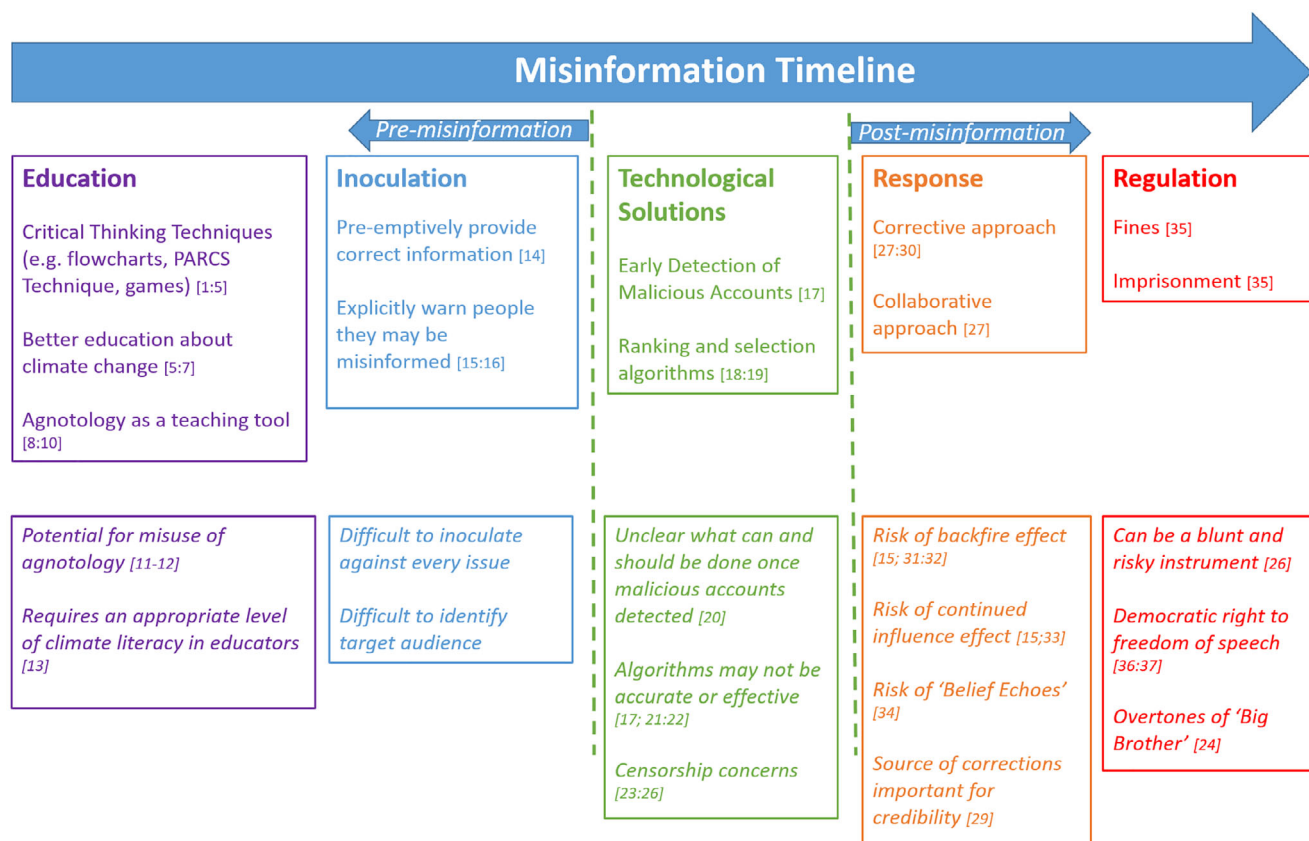 Misinformation Timeline
Pre-misinformation
Post-misinformation
Education
Critical Thinking Techniques
(e.g. flowcharts, PARCS
Technique, games) [1:5]
Better education about
climate change [5:7]
Agnotology as a teaching tool
[8:10]
Inoculation
Pre-emptively provide
correct information [14]
Explicitly warn people
they may be
misinformed [15:16]
Technological
Solutions
Early Detection of
Malicious Accounts [17]
Ranking and selection
algorithms [18:19]
Response
Corrective approach
[27:30]
Collaborative
approach [27]
Regulation
Fines [35]
Imprisonment [35]
Potential for misuse of
agnotology [11-12]
Requires an appropriate level
of climate literacy in educators
[13]
Difficult to inoculate
against every issue
Difficult to identify
target audience
Unclear what can and
should be done once
malicious accounts
detected [20]
Algorithms may not be
accurate or effective
[17; 21:22]
Censorship concerns
[23:26]
Risk of backfire effect
[15; 31:32]
Risk of continued
influence effect [15;33]
Risk of ‘Belief Echoes’
[34]
Source of corrections
important for
credibility [29]
Can be a blunt and
risky instrument [26]
Democratic right to
freedom of speech
[36:37]
Overtones of ‘Big
Brother’ [24]